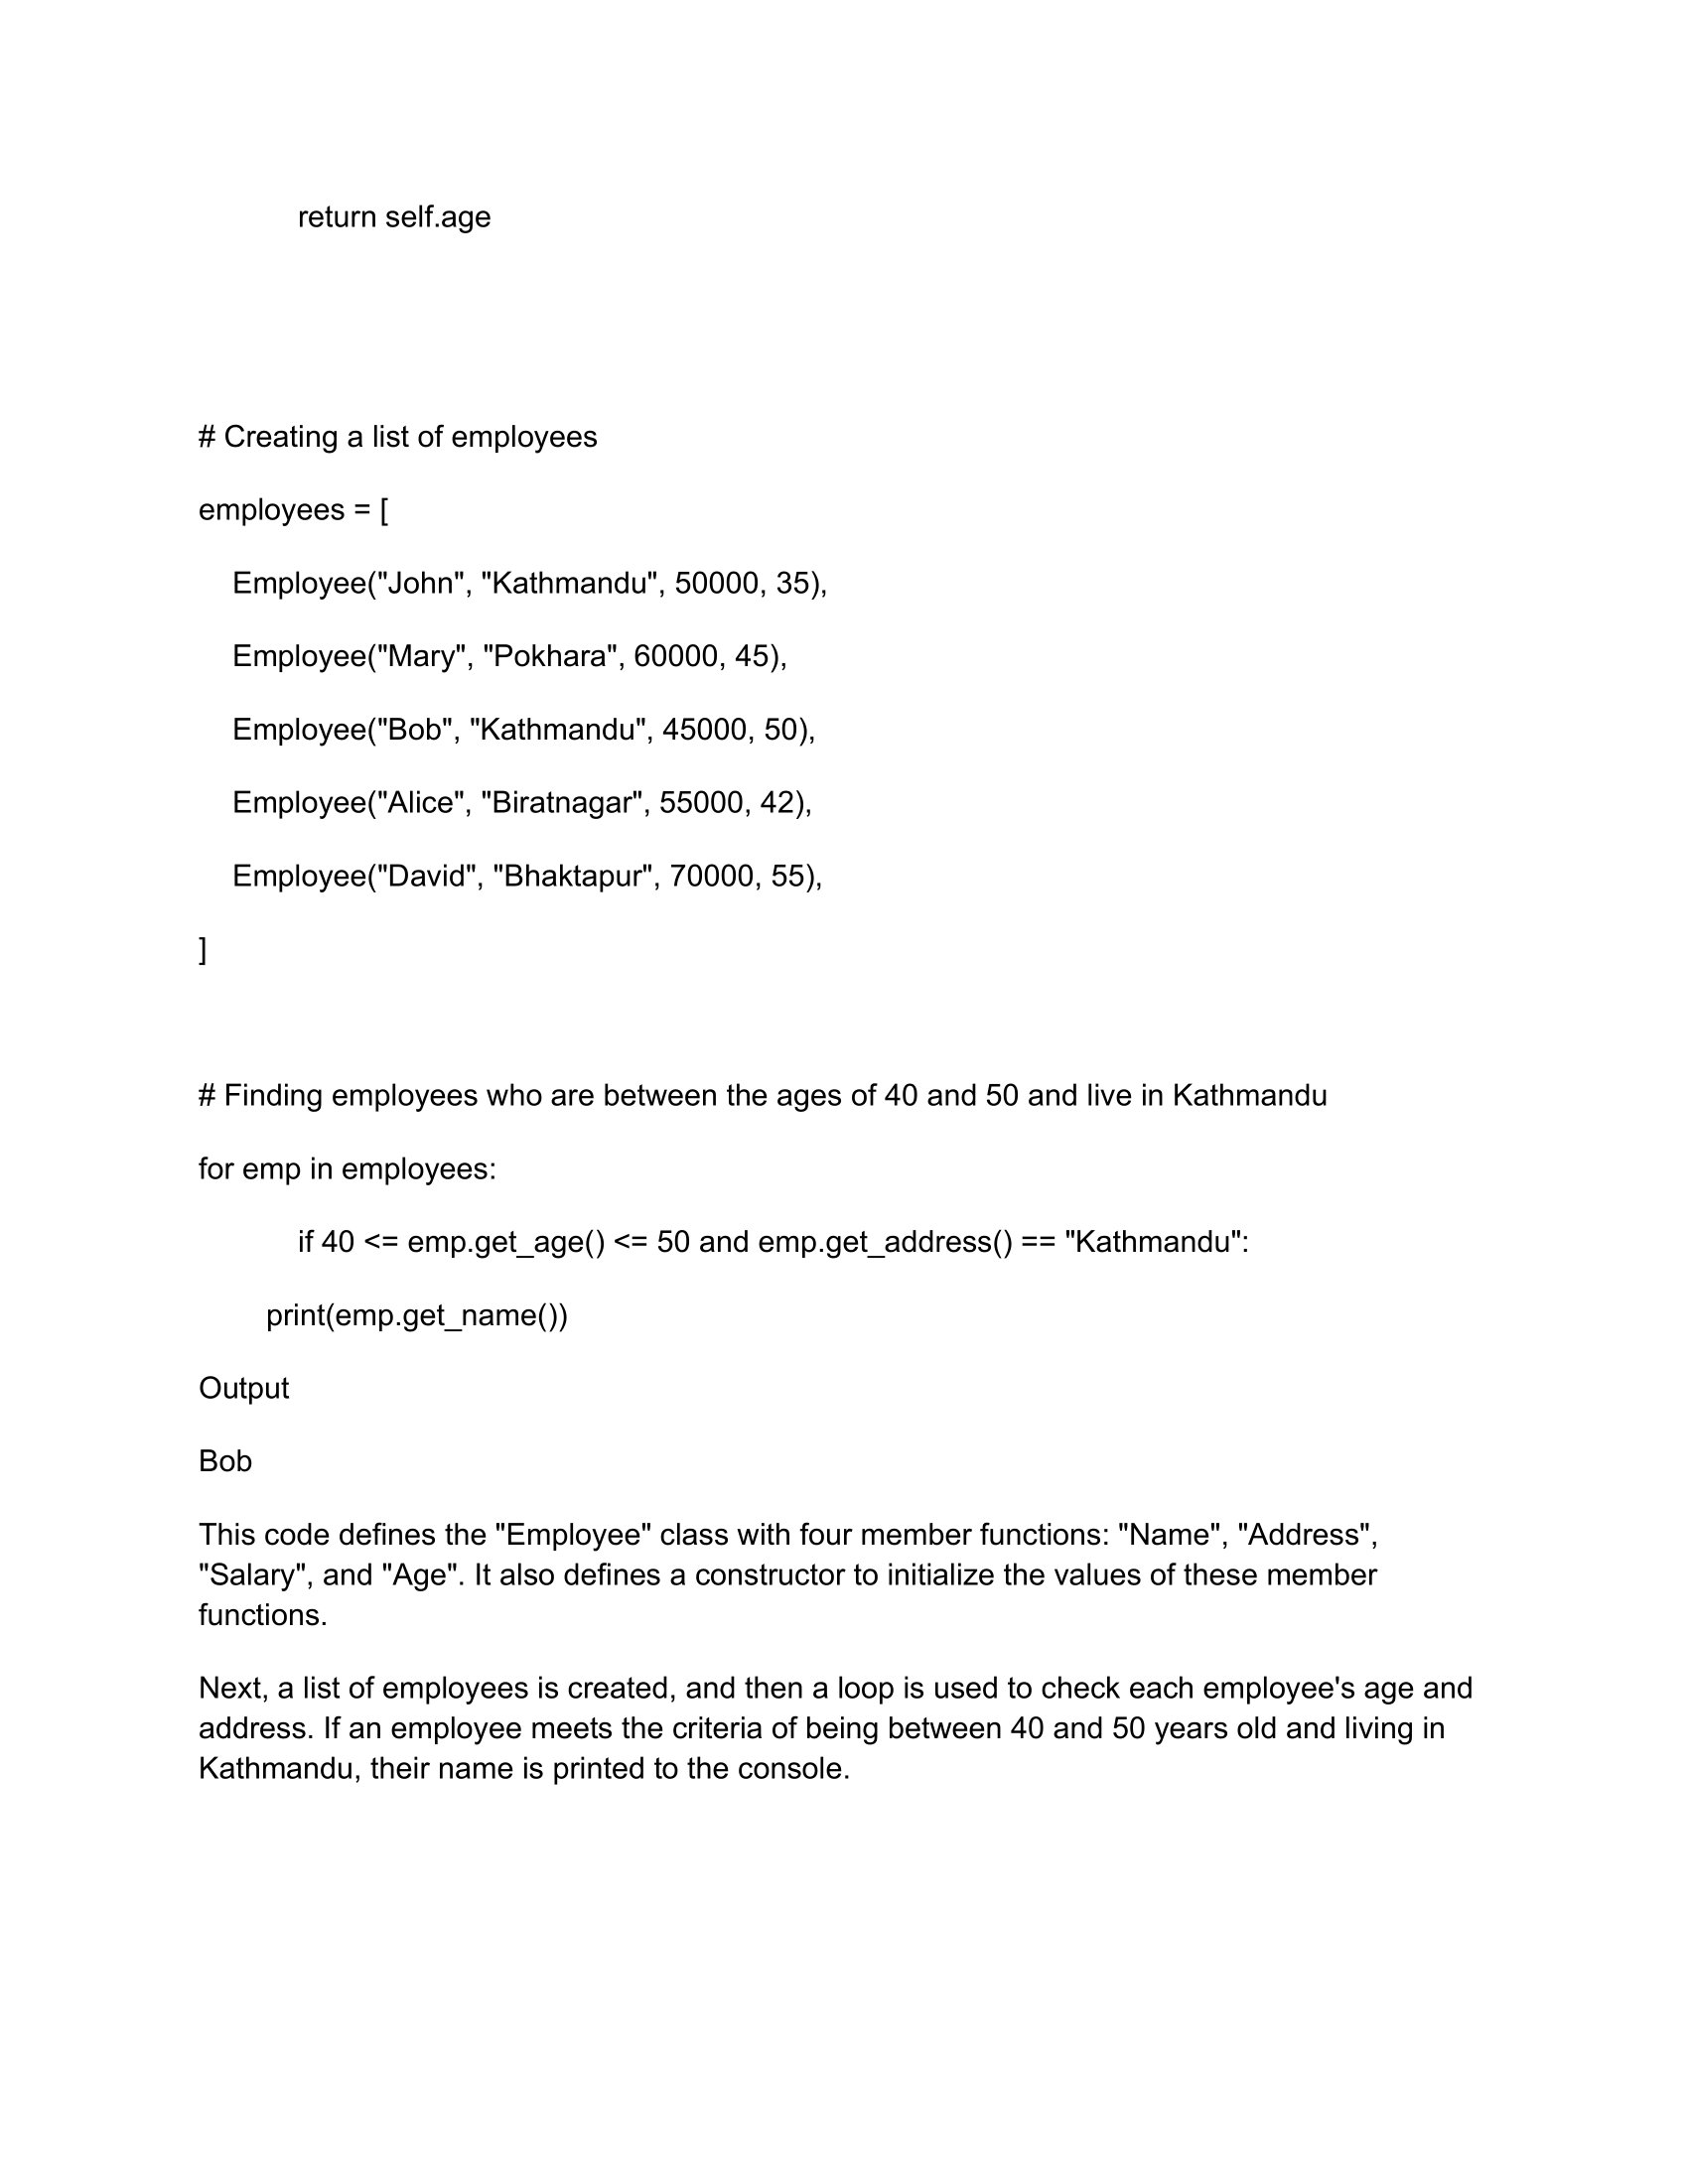 return self.age
# Creating a list of employees
employees = [
Employee("John", "Kathmandu", 50000, 35),
Employee("Mary", "Pokhara", 60000, 45),
Employee("Bob", "Kathmandu", 45000, 50),
Employee("Alice", "Biratnagar", 55000, 42),
Employee("David", "Bhaktapur", 70000, 55),
]
# Finding employees who are between the ages of 40 and 50 and live in Kathmandu
for emp in employees:
if 40 <= emp.get_age() <= 50 and emp.get_address() == "Kathmandu":
print(emp.get_name())
Output
Bob
This code defines the "Employee" class with four member functions: "Name", "Address",
"Salary", and "Age". It also defines a constructor to initialize the values of these member
functions.
Next, a list of employees is created, and then a loop is used to check each employee's age and
address. If an employee meets the criteria of being between 40 and 50 years old and living in
Kathmandu, their name is printed to the console.